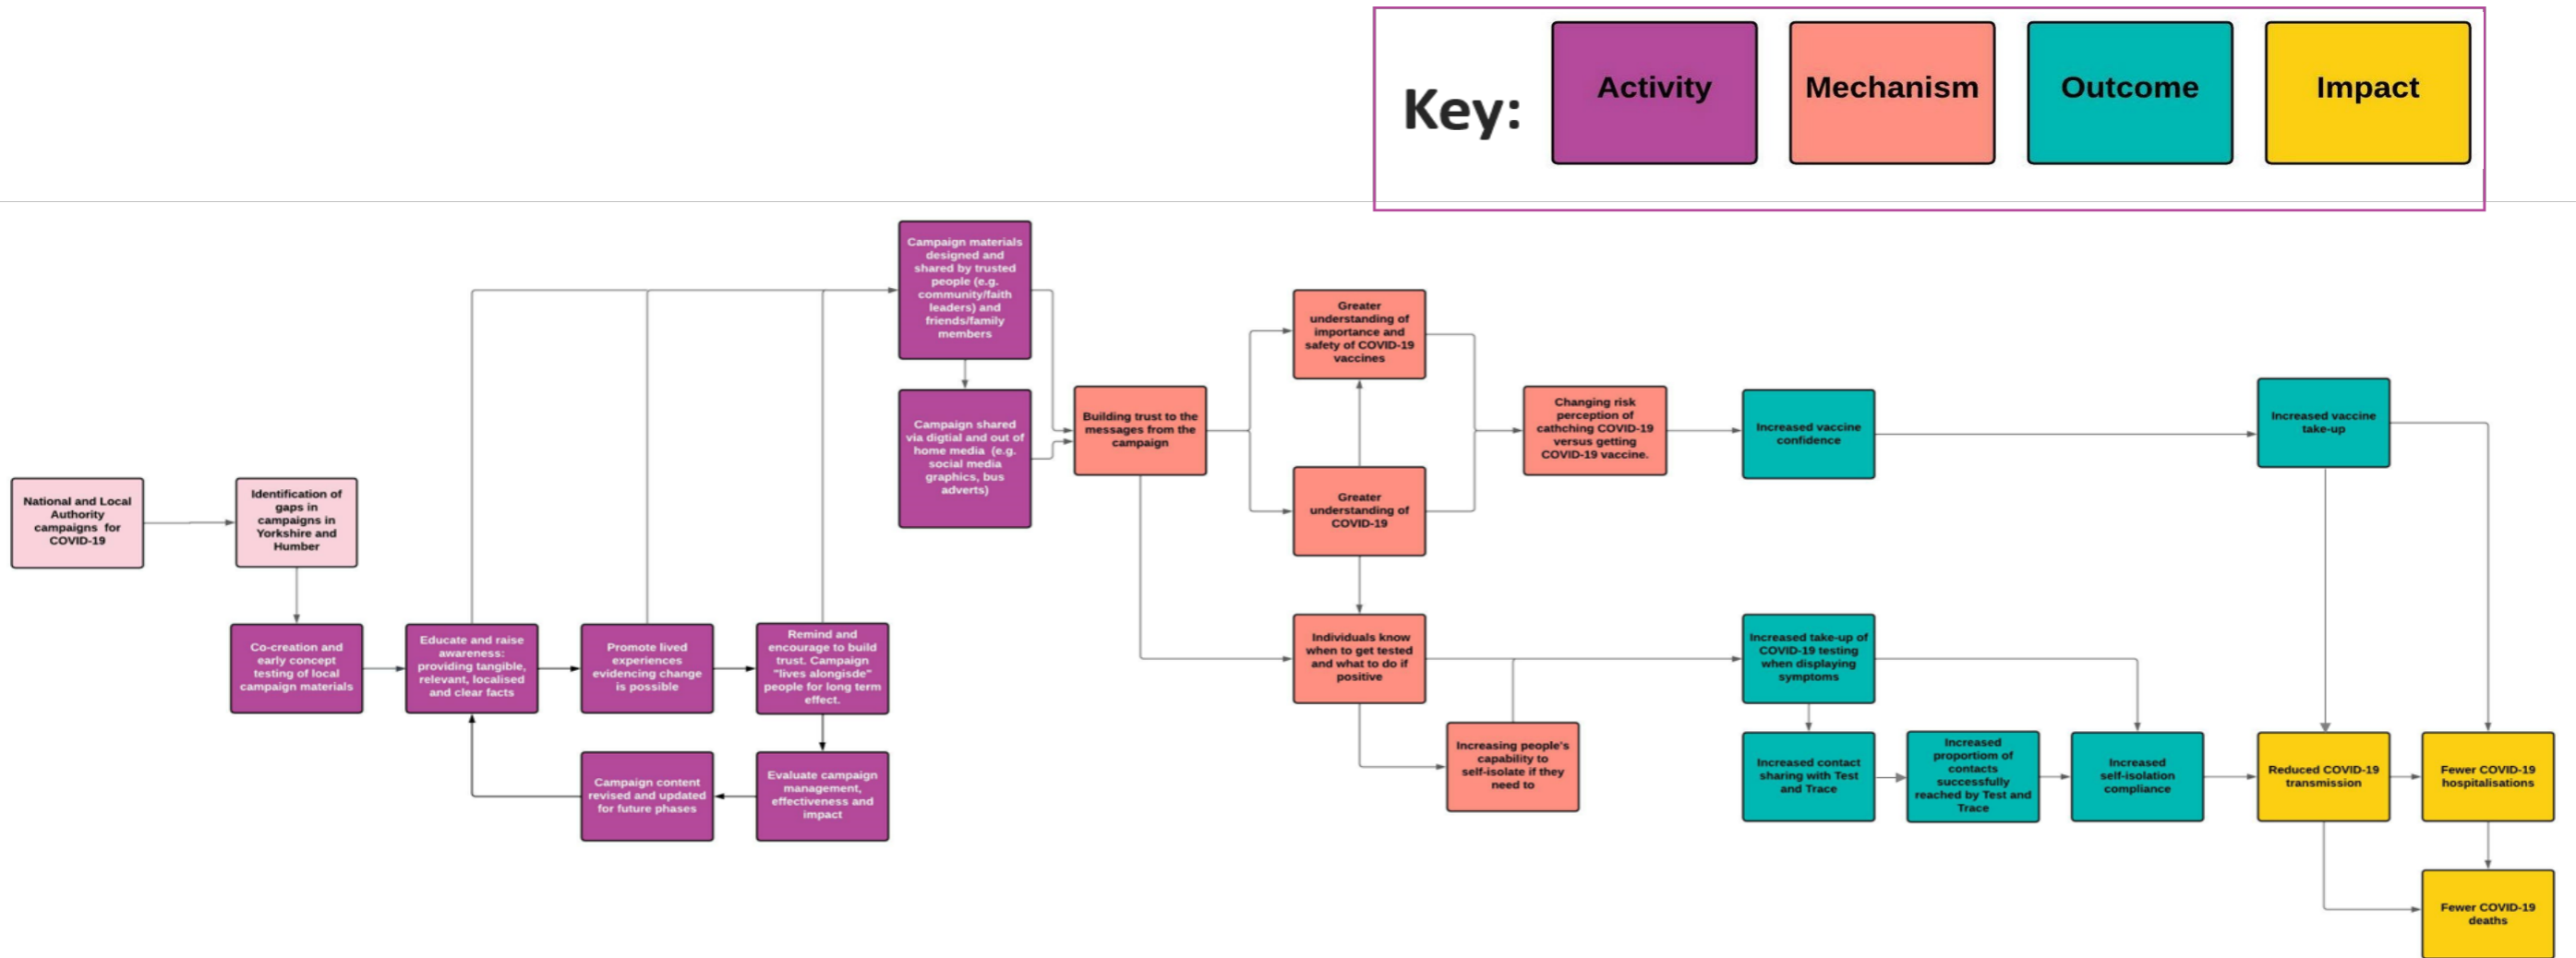 Key:
Activity
Mechanism
Outcome
Impact
National and Local
Authority
campaigns for
COVID-19
Identification of
gaps in
campaigns in
Yorkshire and
Humber
Co-creation and
early concept
testing of local
campaign materials
Educate and raise
awareness:
providing tangible,
relevant, localised
and clear facts
Promote lived
experiences
evidencing change
is possible
Remind and
encourage to build
trust. Campaign
"lives alongisde"
people for long term
effect.
Evaluate campaign
management,
effectiveness and
impact
Campaign content
revised and updated
for future phases
Campaign materials
designed and
shared by trusted
people (e.g.
community/faith
leaders) and
friends/family
members
Campaign shared
via digtial and out of
home media (e.g.
social media
graphics, bus
adverts)
Building trust to the
messages from the
campaign
Greater
understanding of
importance and
safety of COVID-19
vaccines
Greater
understanding of
COVID-19
Individuals know
when to get tested
and what to do if
positive
Increasing people's
capability to
self-isolate if they
need to
Changing risk
perception of
cathching COVID-19
versus getting
COVID-19 vaccine.
Increased vaccine
confidence
Increased vaccine
take-up
Increased take-up of
COVID-19 testing
when displaying
symptoms
Increased contact
sharing with Test
and Trace
Increased
proportiom of
contacts
successfully
reached by Test and
Trace
Increased
self-isolation
compliance
Reduced COVID-19
transmission
Fewer COVID-19
hospitalisations
Fewer COVID-19
deaths